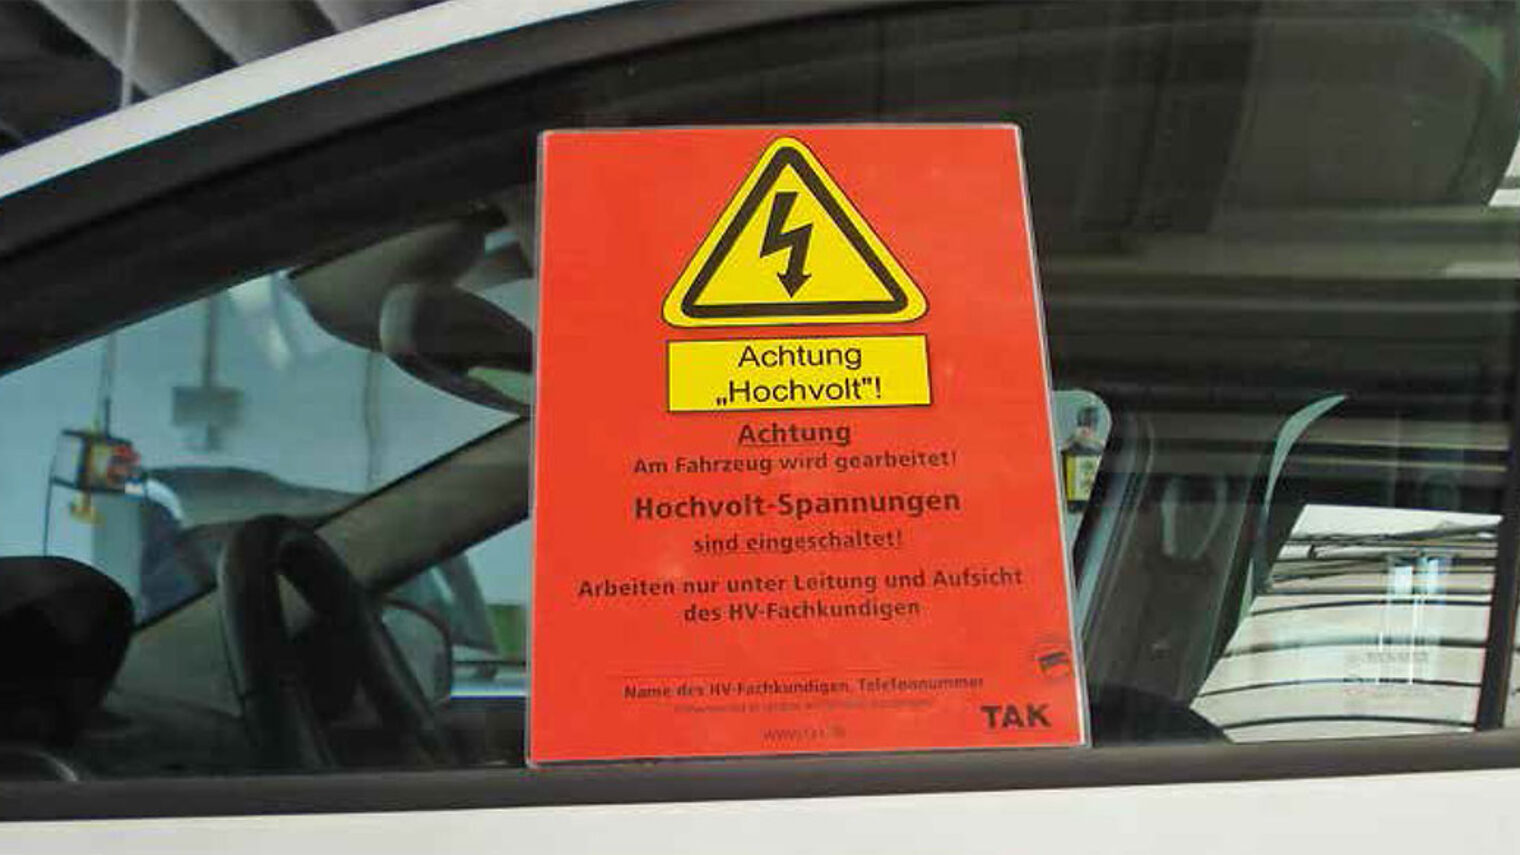 Achtung
„Hochvolt"!
Achtung
Am Fahrzeug wird gearbeitet!
Hochvolt-Spannungen
sind eingeschaltet!
Arbeiten nur unter Leitung und Aufsicht
des HV-Fachkundigen
Name des HV-Fachkundigen, Telefonnummer
TAK